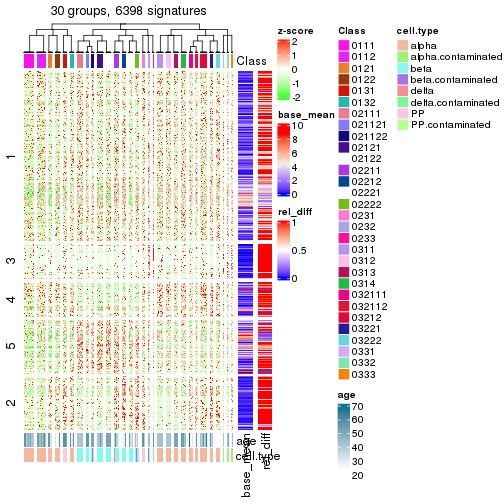 30 groups, 6398 signatures
Class
1
3
4
5
2
age
cell.type
base_mean
rel_diff
z-score
2
1
0
-1
-2
base_mean
10
8
6
4
2
0
rel_diff
1
0.5
0
Class
0111
0112
0121
0122
0131
0132
02111
021121
021122
02121
02122
02211
02212
02221
02222
0231
0232
0233
0311
0312
0313
0314
032111
032112
03212
03221
03222
0331
0332
0333
age
70
60
50
40
30
20
cell.type
alpha
alpha.contaminated
beta
beta.contaminated
delta
delta.contaminated
PP
PP.contaminated